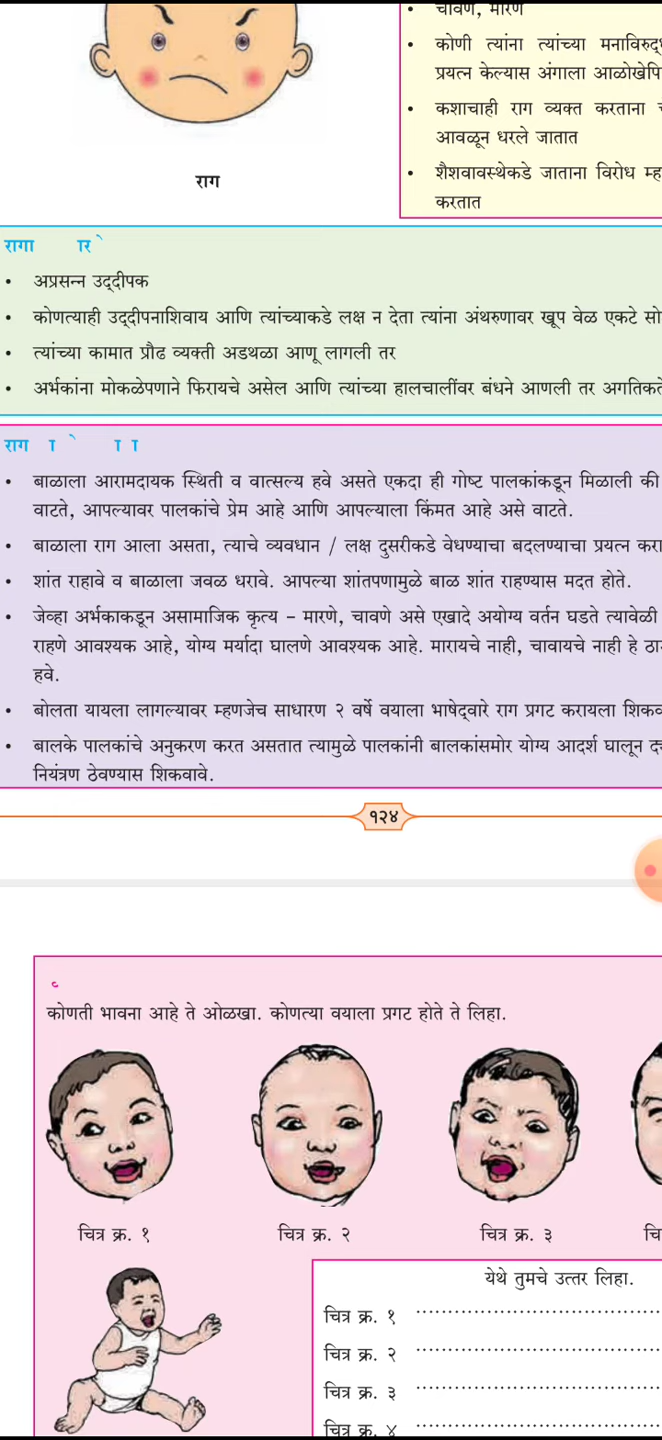 चावणे, मारणे
• कोणी त्यांना त्यांच्या मनाविरुद्ध
प्रयत्न केल्यास अंगाला आळोखेपि
• कशाचाही राग व्यक्त करताना
आवळून धरले जातात
• शैशवावस्थेकडे जाताना विरोध म्ह
करतात
राग
रागा
• अप्रसन्न उद्दीपक
• कोणत्याही उद्दीपनाशिवाय आणि त्यांच्याकडे लक्ष न देता त्यांना अंथरुणावर खूप वेळ एकटे सो
• त्यांच्या कामात प्रौढ व्यक्ती अडथळा आणू लागली तर
• अर्भकांना मोकळेपणाने फिरायचे असेल आणि त्यांच्या हालचालींवर बंधने आणली तर अगतिकते
राग
• बाळाला आरामदायक स्थिती व वात्सल्य हवे असते एकदा ही गोष्ट पालकांकडून मिळाली की
वाटते, आपल्यावर पालकांचे प्रेम आहे आणि आपल्याला किंमत आहे असे वाटते.
• बाळाला राग आला असता, त्याचे व्यवधान / लक्ष दुसरीकडे वेधण्याचा बदलण्याचा प्रयत्न करा
• शांत राहावे व बाळाला जवळ धरावे. आपल्या शांतपणामुळे बाळ शांत राहण्यास मदत होते.
• जेव्हा अर्भकाकडून असामाजिक कृत्य – मारणे, चावणे असे एखादे अयोग्य वर्तन घडते त्यावेळी
राहणे आवश्यक आहे, योग्य मर्यादा घालणे आवश्यक आहे. मारायचे नाही, चावायचे नाही हे ठा
हवे.
• बोलता यायला लागल्यावर म्हणजेच साधारण २ वर्षे वयाला भाषेद्वारे राग प्रगट करायला शिकव
• बालके पालकांचे अनुकरण करत असतात त्यामुळे पालकांनी बालकांसमोर योग्य आदर्श घालून द
नियंत्रण ठेवण्यास शिकवावे.
१२४
कोणती भावना आहे ते ओळखा. कोणत्या वयाला प्रगट होते ते लिहा.
चित्र क्र. १ चित्र क्र. २ चित्र क्र. ३ चि
येथे तुमचे उत्तर लिहा.
चित्र क्र. १
चित्र क्र. २
चित्र क्र. ३
चित्र क्र. ४